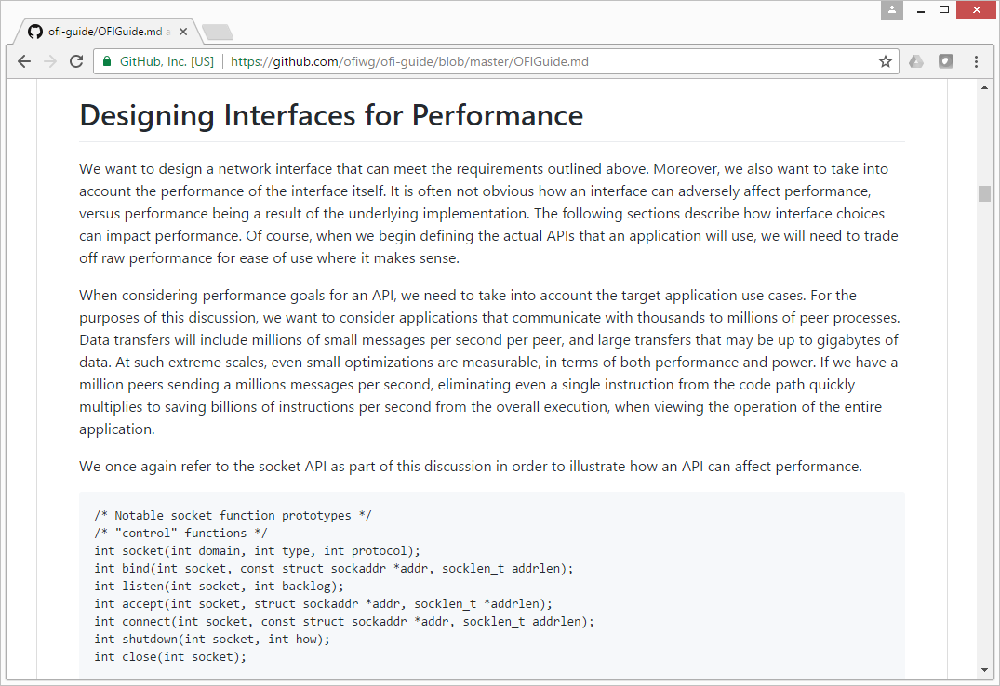 ofi-guide/OFIGuide.md a
GitHub, Inc. [US] https://github.com/ofiwg/ofi-guide/blob/master/OFIGuide.md
Designing Interfaces for Performance
We want to design a network interface that can meet the requirements outlined above. Moreover, we also want to take into
account the performance of the interface itself. It is often not obvious how an interface can adversely affect performance,
versus performance being a result of the underlying implementation. The following sections describe how interface choices
can impact performance. Of course, when we begin defining the actual APIs that an application will use, we will need to trade
off raw performance for ease of use where it makes sense.
When considering performance goals for an API, we need to take into account the target application use cases. For the
purposes of this discussion, we want to consider applications that communicate with thousands to millions of peer processes.
Data transfers will include millions of small messages per second per peer, and large transfers that may be up to gigabytes of
data. At such extreme scales, even small optimizations are measurable, in terms of both performance and power. If we have a
million peers sending a millions messages per second, eliminating even a single instruction from the code path quickly
multiplies to saving billions of instructions per second from the overall execution, when viewing the operation of the entire
application.
We once again refer to the socket API as part of this discussion in order to illustrate how an API can affect performance.
/* Notable socket function prototypes */
/* "control" functions */
int socket(int domain, int type, int protocol);
int bind(int socket, const struct sockaddr *addr, socklen_t addrlen);
int listen(int socket, int backlog);
int accept(int socket, struct sockaddr *addr, socklen_t *addrlen);
int connect(int socket, const struct sockaddr *addr, socklen_t addrlen);
int shutdown(int socket, int how);
int close(int socket);